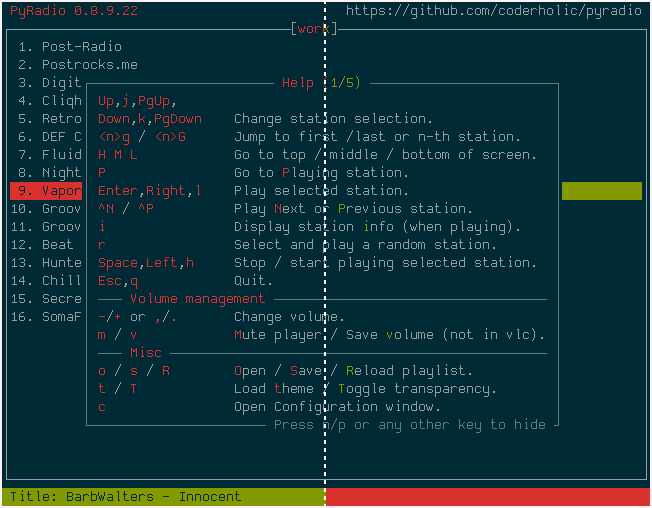 PyRadio 0.8.9.22 https://github.com/coderholic/pyradio
[work]
1. Post-Radio
2. Postrocks.me
3. Digit Help (1/5)
4. Cliqh Up,j,PgUp,
5. Retro Down,k,PgDown Change station selection.
6. DEF C <n>g / <n>G Jump to first /last or n-th station.
7. Fluid H M L Go to top / middle / bottom of screen.
8. Night P Go to Playing station.
9. Vapor Enter,Right,l Play selected station.
10. Groov ^N / ^P Play Next or Previous station.
11. Groov i Display station info (when playing).
12. Beat r Select and play a random station.
13. Hunte Space,Left,h Stop / start playing selected station.
14. Chill Esc,q Quit.
15. Secre Volume management
16. SomaF -/+ or ,/. Change volume.
m / v Mute player / Save volume (not in vlc).
Misc
o / s / R Open / Save / Reload playlist.
t / T Load theme / Toggle transparency.
c Open Configuration window.
Press n/p or any other key to hide
Title: BarbWalters - Innocent